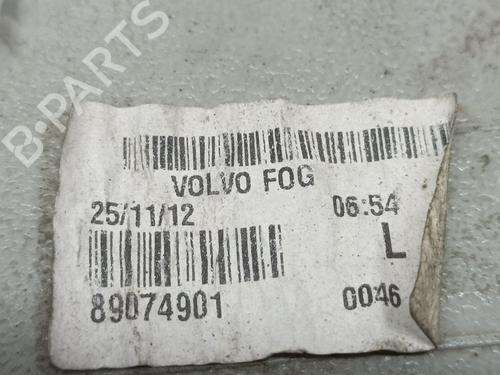 B-PARTS
VOLVO FOG
25/11/12 06:54
L
89074901 0046